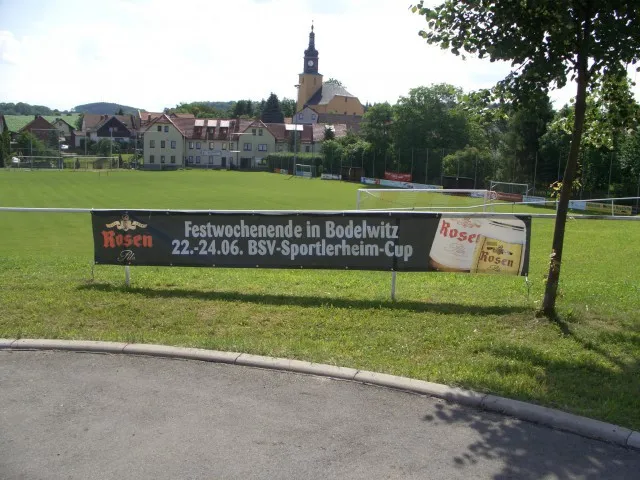 Rosen
Pils
Festwochenende in Bodelwitz
22.-24.06. BSV-Sportlerheim-Cup
Rosen
Rosen